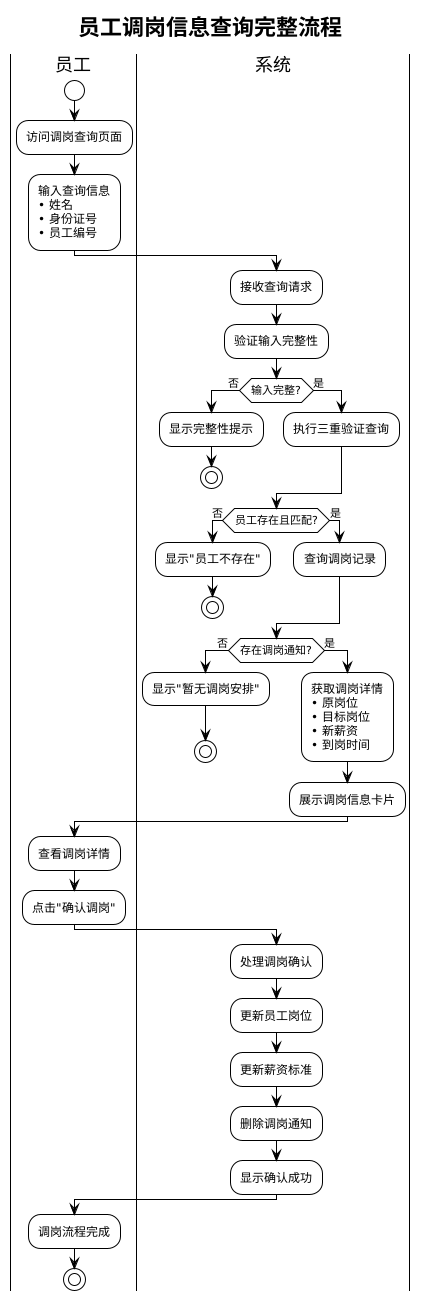 员工调岗信息查询完整流程
员工
系统
访问调岗查询页面
输入查询信息
• 姓名
• 身份证号
• 员工编号
接收查询请求
验证输入完整性
否
输入完整?
是
显示完整性提示
执行三重验证查询
否
员工存在且匹配?
是
显示"员工不存在"
查询调岗记录
否
存在调岗通知?
是
显示"暂无调岗安排"
获取调岗详情
• 原岗位
• 目标岗位
• 新薪资
• 到岗时间
展示调岗信息卡片
查看调岗详情
点击"确认调岗"
处理调岗确认
更新员工岗位
更新薪资标准
删除调岗通知
显示确认成功
调岗流程完成